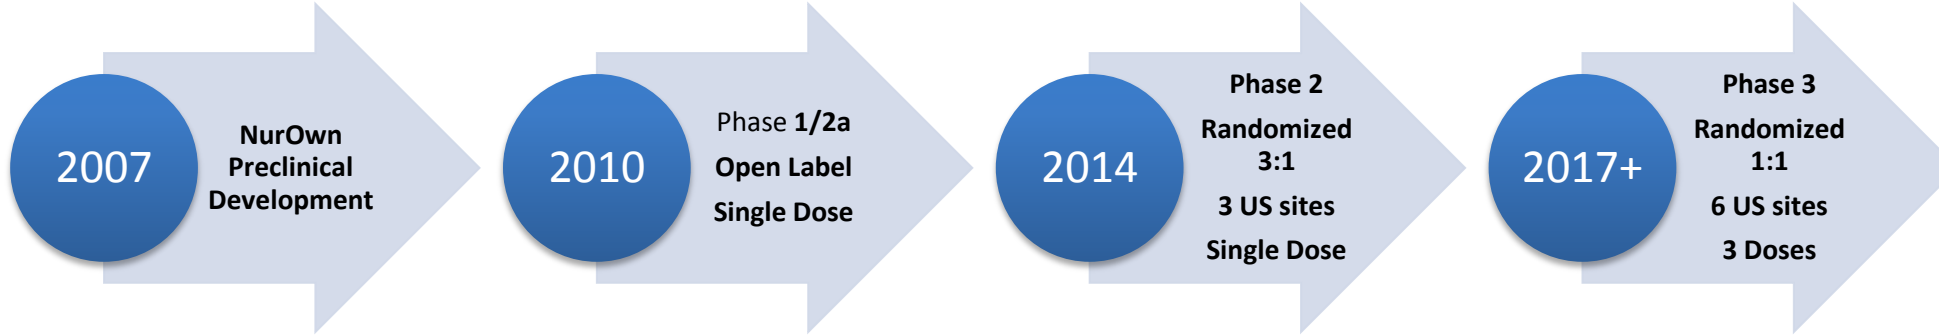 2007
NurOwn
Preclinical
Development
2010
Phase 1/2a
Open Label
Single Dose
2014
Phase 2
Randomized
3:1
3 US sites
Single Dose
2017+
Phase 3
Randomized
1:1
6 US sites
3 Doses